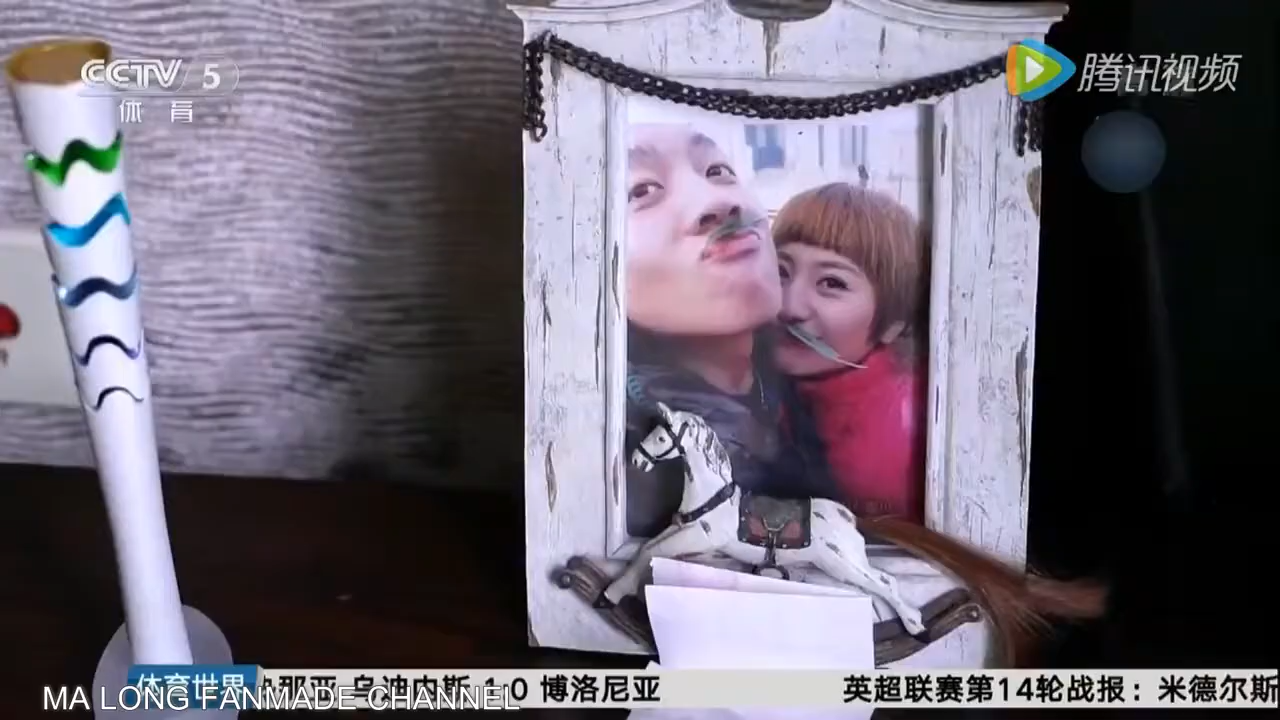 CCTV 5
体育
腾讯视频
体育世界
那亚 乌迪内斯 1:0 博洛尼亚
英超联赛第14轮战报：米德尔斯
MA LONG FANMADE CHANNEL